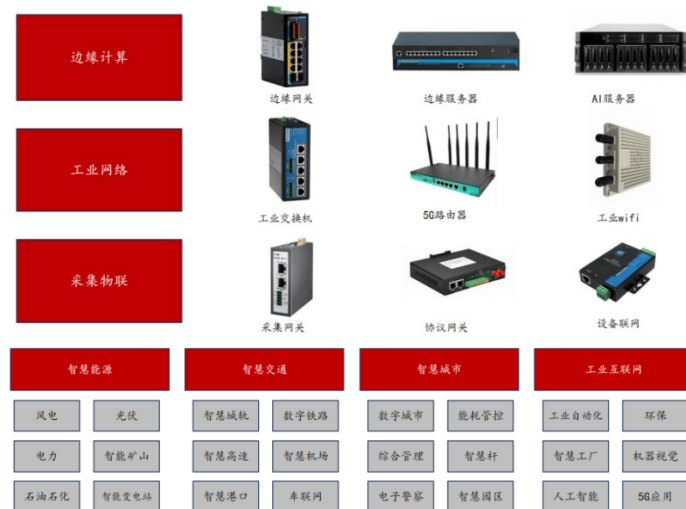 边缘计算
边缘网关
边缘服务器
AI服务器
工业网络
工业交换机
5G路由器
工业wifi
采集物联
采集网关
协议网关
设备联网
智慧能源
智慧交通
智慧城市
工业互联网
风电
光伏
智慧城轨
数字铁路
数字城市
能耗管控
工业自动化
环保
电力
智能矿山
智慧高速
智慧机场
综合管理
智慧杆
智慧工厂
机器视觉
石油石化
智能变电站
智慧港口
车联网
电子警察
智慧园区
人工智能
5G应用